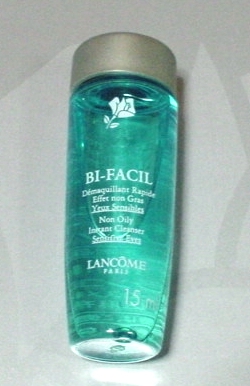 BI-FACIL
Démaquillant Rapide
Effet non Gras
Yeux Sensibles
Non Oily
Instant Cleanser
Sensitive Eyes
LANCÔME
PARIS
15 m